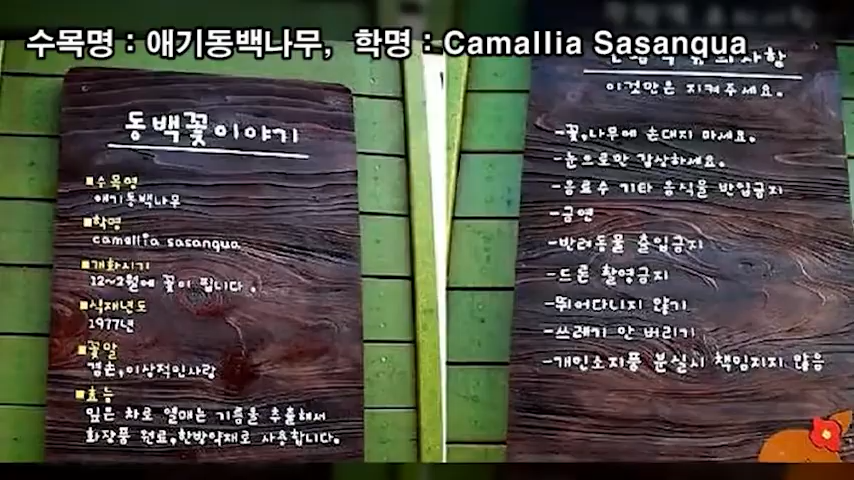 수목명 : 애기동백나무, 학명 : Camallia Sasanqua
동백꽃이야기
■수목명
애기동백나무
■학명
camallia sasanqua
■개화시기
12~2월에 꽃이 핍니다.
■식재년도
1977년
■꽃말
겸손,이상적인사랑
■효능
잎은 차로 열매는 기름을 추출해서
화장품 원료,한방약재로 사용합니다.
이것만은 지켜주세요.
-꽃,나무에 손대지 마세요.
-눈으로만 감상하세요.
-음료수 기타 음식물 반입금지
-금연
-반려동물 출입금지
-드론 촬영금지
-뛰어다니지 않기
-쓰레기 안 버리기
-개인소지품 분실시 책임지지 않음